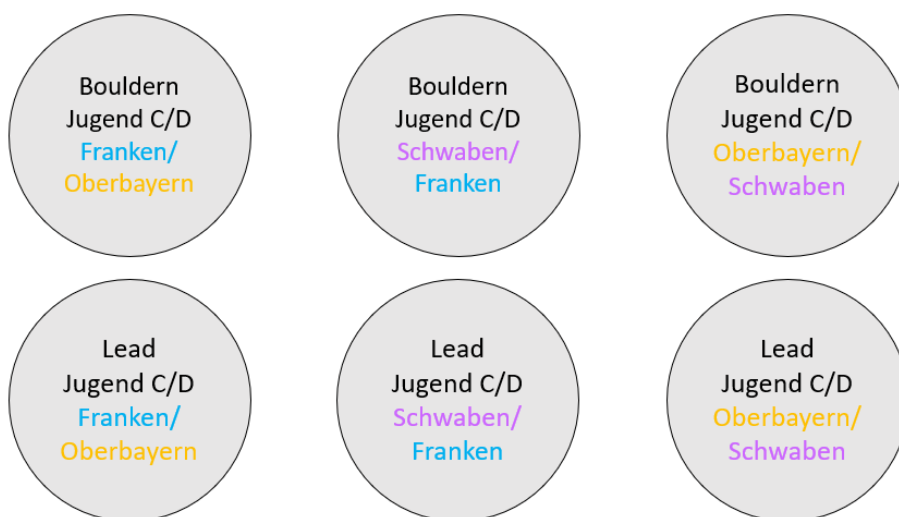 Bouldern
Jugend C/D
Franken/
Oberbayern
Bouldern
Jugend C/D
Schwaben/
Franken
Bouldern
Jugend C/D
Oberbayern/
Schwaben
Lead
Jugend C/D
Franken/
Oberbayern
Lead
Jugend C/D
Schwaben/
Franken
Lead
Jugend C/D
Oberbayern/
Schwaben